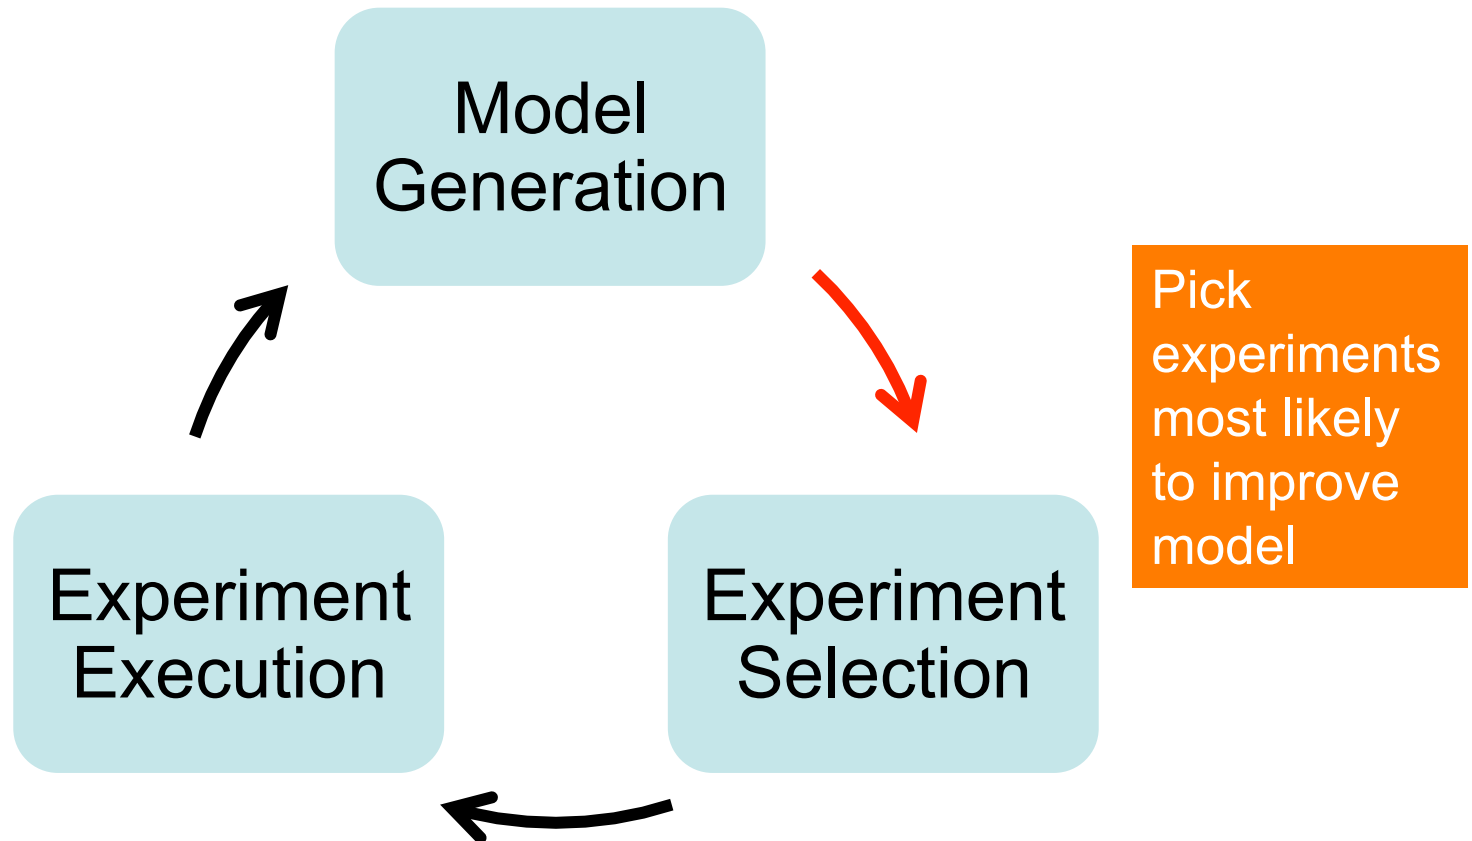 Model
Generation
Pick
experiments
most likely
to improve
model
Experiment
Execution
Experiment
Selection